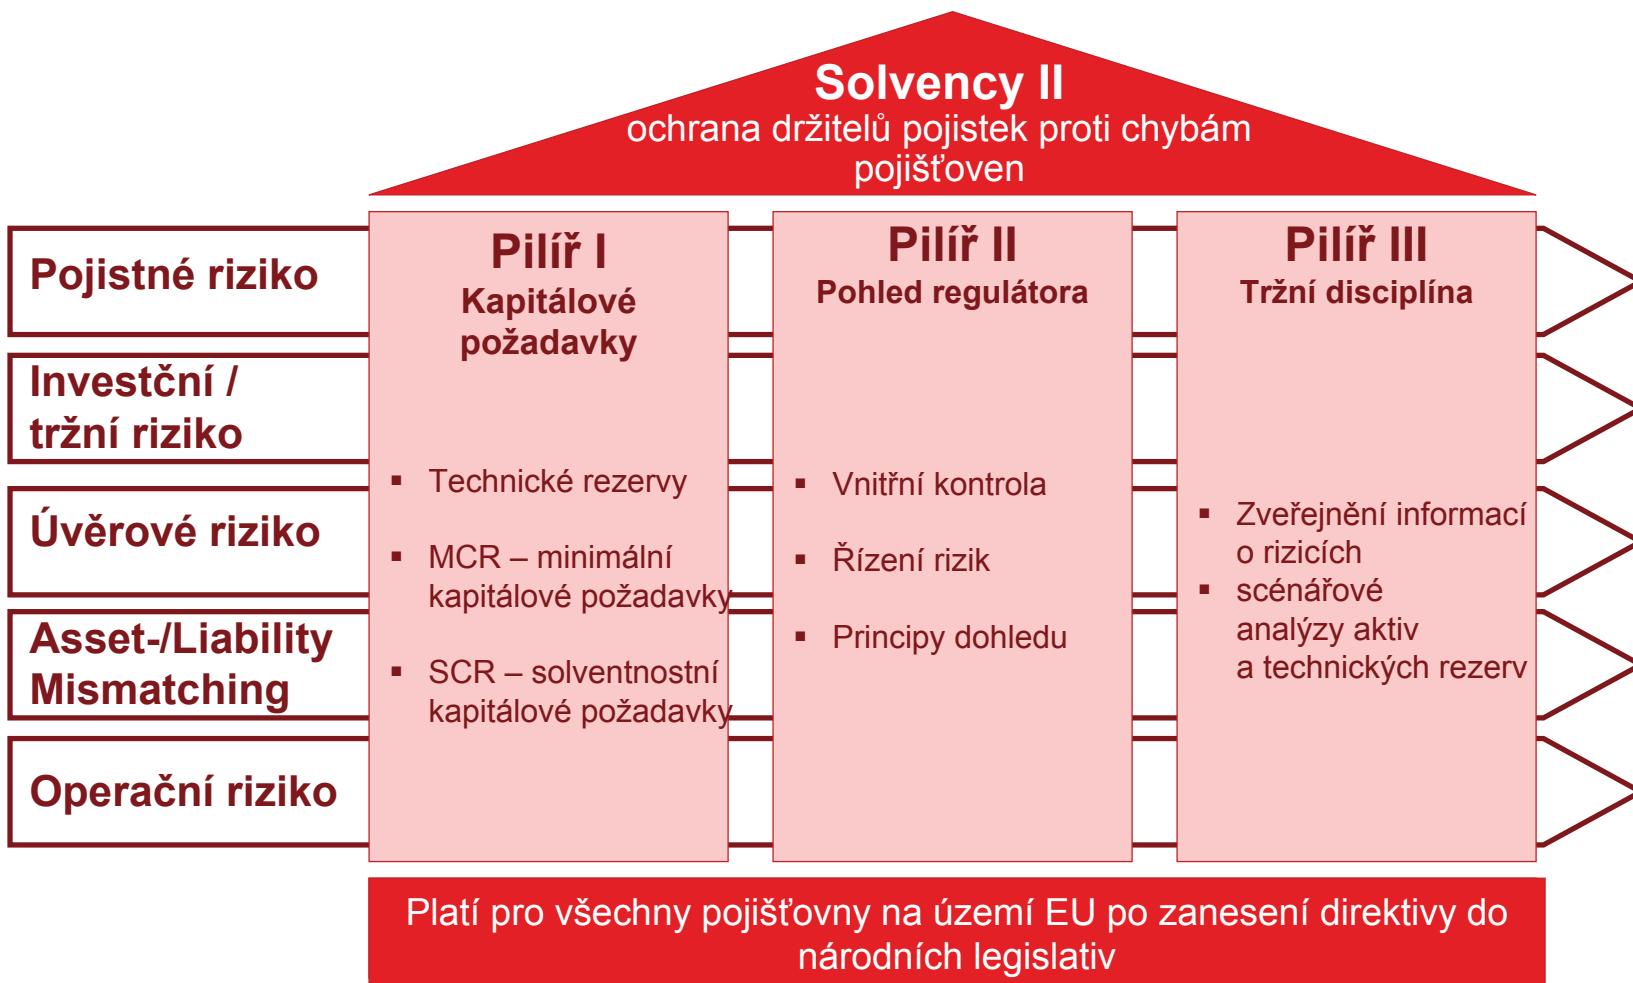 Solvency II
ochrana držitelů pojistek proti chybám
pojišťoven
Pojistné riziko
Investční /
tržní riziko
Úvěrové riziko
Asset-/Liability
Mismatching
Operační riziko
Pilíř I
Kapitálové
požadavky
▪ Technické rezervy
▪ MCR – minimální
kapitálové požadavky
▪ SCR – solventnostní
kapitálové požadavky
Pilíř II
Pohled regulátora
▪ Vnitřní kontrola
▪ Řízení rizik
▪ Principy dohledu
Pilíř III
Tržní disciplína
▪ Zveřejnění informací
o rizicích
▪ scénářové
analýzy aktiv
a technických rezerv
Platí pro všechny pojišťovny na území EU po zanesení direktivy do
národních legislativ